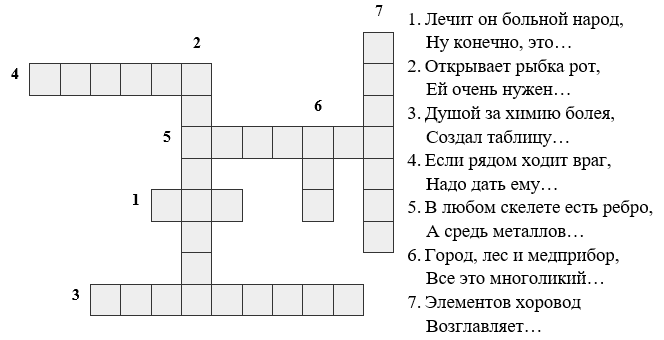 7
1. Лечит он больной народ,
Ну конечно, это…
2
2. Открывает рыбка рот,
Ей очень нужен…
4
6
3. Душой за химию болея,
Создал таблицу…
5
4. Если рядом ходит враг,
Надо дать ему…
1
5. В любом скелете есть ребро,
А средь металлов…
6. Город, лес и медприбор,
Все это многоликий…
3
7. Элементов хоровод
Возглавляет…